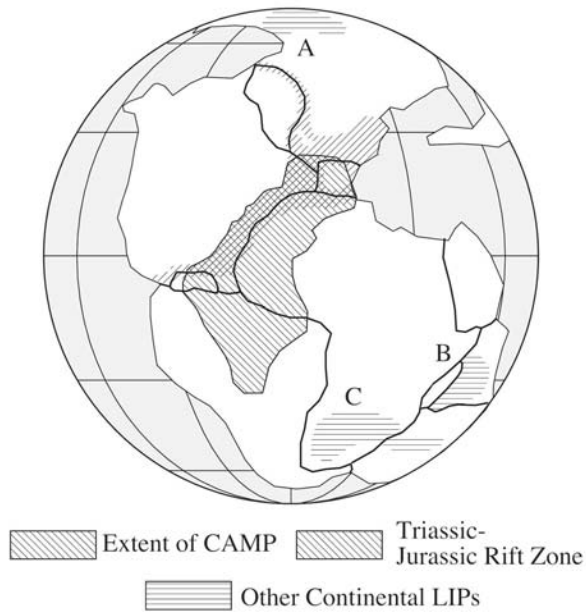 A
B
C
Extent of CAMP
Triassic-
Jurassic Rift Zone
Other Continental LIPs